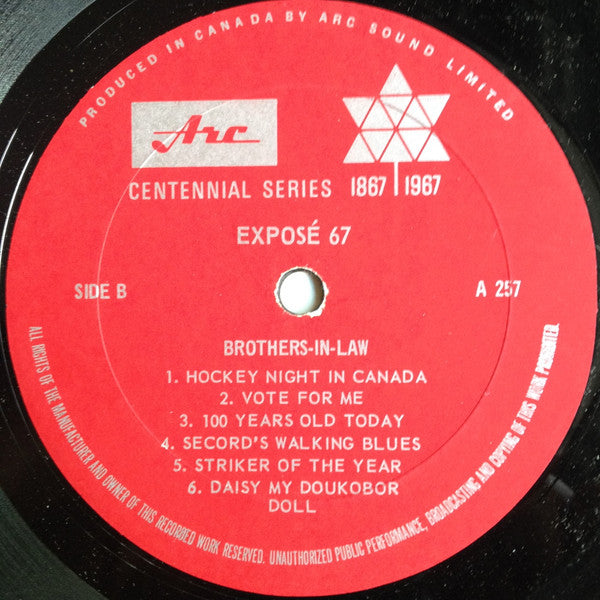 PRODUCED IN CANADA BY ARC SOUND LIMITED
Arc
CENTENNIAL SERIES 1867 1967
EXPOSÉ 67
SIDE B
A 257
BROTHERS-IN-LAW
1. HOCKEY NIGHT IN CANADA
2. VOTE FOR ME
3. 100 YEARS OLD TODAY
4. SECORD'S WALKING BLUES
5. STRIKER OF THE YEAR
6. DAISY MY DOUKOBOR
DOLL
ALL RIGHTS OF THE MANUFACTURER AND OWNER OF THIS RECORDED WORK RESERVED. UNAUTHORIZED PUBLIC PERFORMANCE, BROADCASTING AND COPYING OF THIS WORK PROHIBITED.